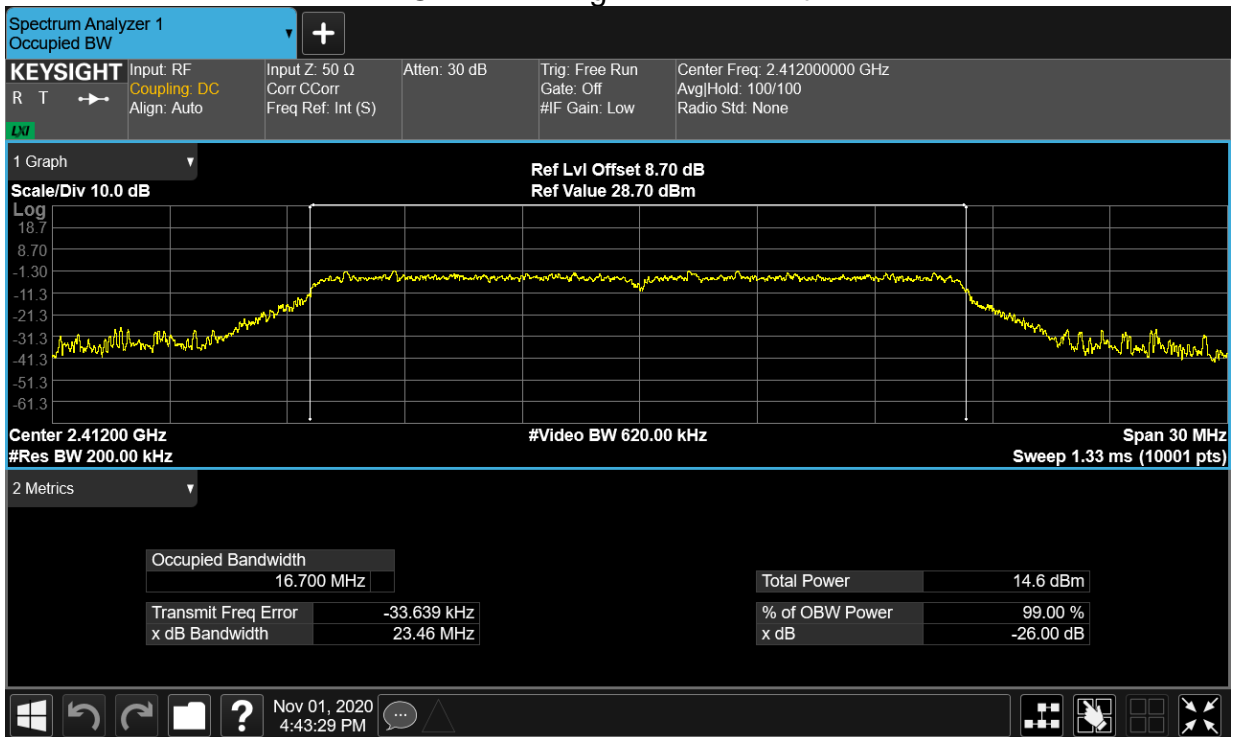 Spectrum Analyzer 1
Occupied BW
+
KEYSIGHT
R T
LXI
Input: RF
Coupling: DC
Align: Auto
Input Z: 50 Ω
Corr CCorr
Freq Ref: Int (S)
Atten: 30 dB
Trig: Free Run
Gate: Off
#IF Gain: Low
Center Freq: 2.412000000 GHz
Avg|Hold: 100/100
Radio Std: None
1 Graph
Scale/Div 10.0 dB
Ref Lvl Offset 8.70 dB
Ref Value 28.70 dBm
Log
18.7
8.70
-1.30
-11.3
-21.3
-31.3
-41.3
-51.3
-61.3
Center 2.41200 GHz
#Res BW 200.00 kHz
#Video BW 620.00 kHz
Span 30 MHz
Sweep 1.33 ms (10001 pts)
2 Metrics
Occupied Bandwidth
16.700 MHz
Transmit Freq Error -33.639 kHz
x dB Bandwidth 23.46 MHz
Total Power 14.6 dBm
% of OBW Power 99.00 %
x dB -26.00 dB
?
Nov 01, 2020
4:43:29 PM